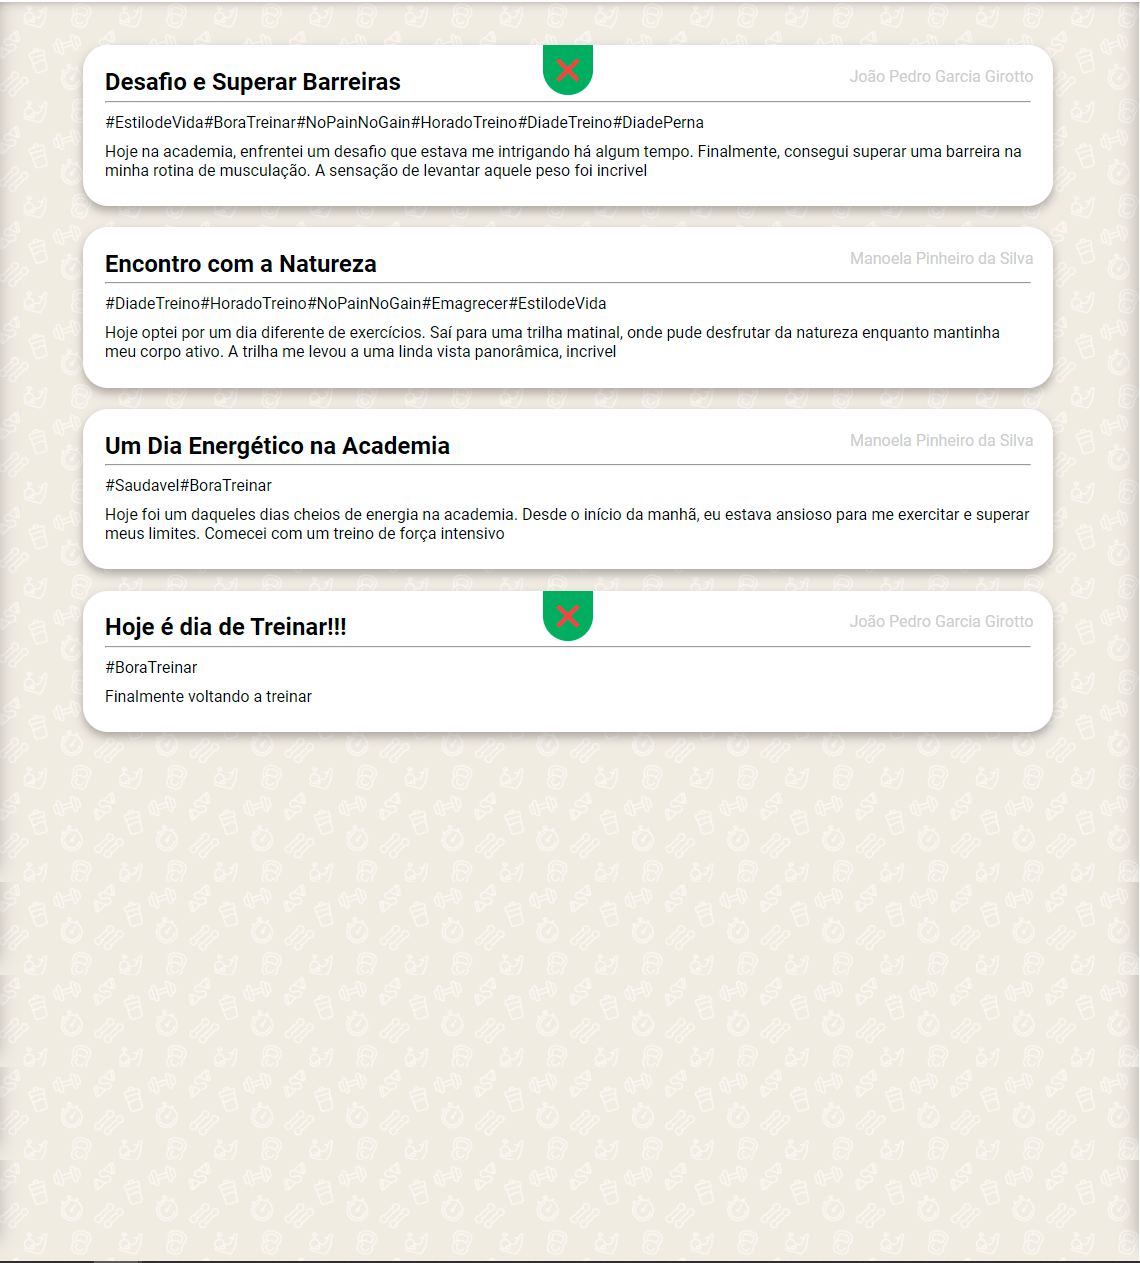 Desafio e Superar Barreiras
João Pedro Garcia Girotto
#EstilodeVida#BoraTreinar#NoPainNoGain#HoradoTreino#DiadeTreino#DiadePerna
Hoje na academia, enfrentei um desafio que estava me intrigando há algum tempo. Finalmente, consegui superar uma barreira na
minha rotina de musculação. A sensação de levantar aquele peso foi incrivel
Encontro com a Natureza
Manoela Pinheiro da Silva
#DiadeTreino#HoradoTreino#NoPainNoGain#Emagrecer#EstilodeVida
Hoje optei por um dia diferente de exercícios. Saí para uma trilha matinal, onde pude desfrutar da natureza enquanto mantinha
meu corpo ativo. A trilha me levou a uma linda vista panorâmica, incrivel
Um Dia Energético na Academia
Manoela Pinheiro da Silva
#Saudavel#BoraTreinar
Hoje foi um daqueles dias cheios de energia na academia. Desde o início da manhã, eu estava ansioso para me exercitar e superar
meus limites. Comecei com um treino de força intensivo
Hoje é dia de Treinar!!!
João Pedro Garcia Girotto
#BoraTreinar
Finalmente voltando a treinar